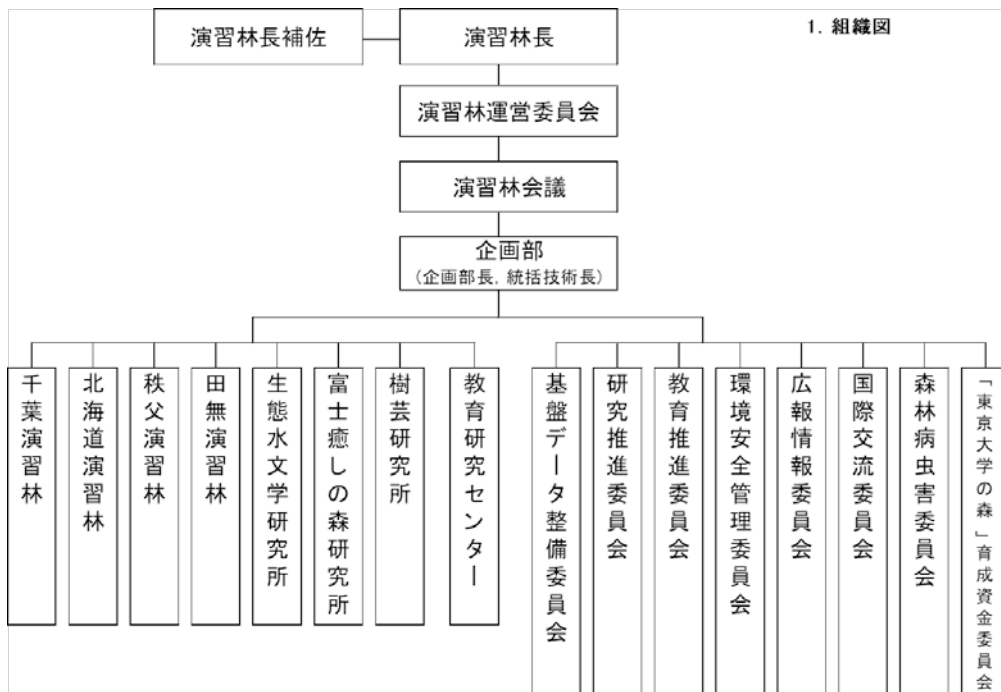 1. 組織図
演習林長補佐
演習林長
演習林運営委員会
演習林会議
企画部
(企画部長, 統括技術長)
千葉演習林
北海道演習林
秩父演習林
田無演習林
生態水文学研究所
富士癒しの森研究所
樹芸研究所
教育研究センター
基盤データ整備委員会
研究推進委員会
教育推進委員会
環境安全管理委員会
広報情報委員会
国際交流委員会
森林病虫害委員会
「東京大学の森」育成資金委員会